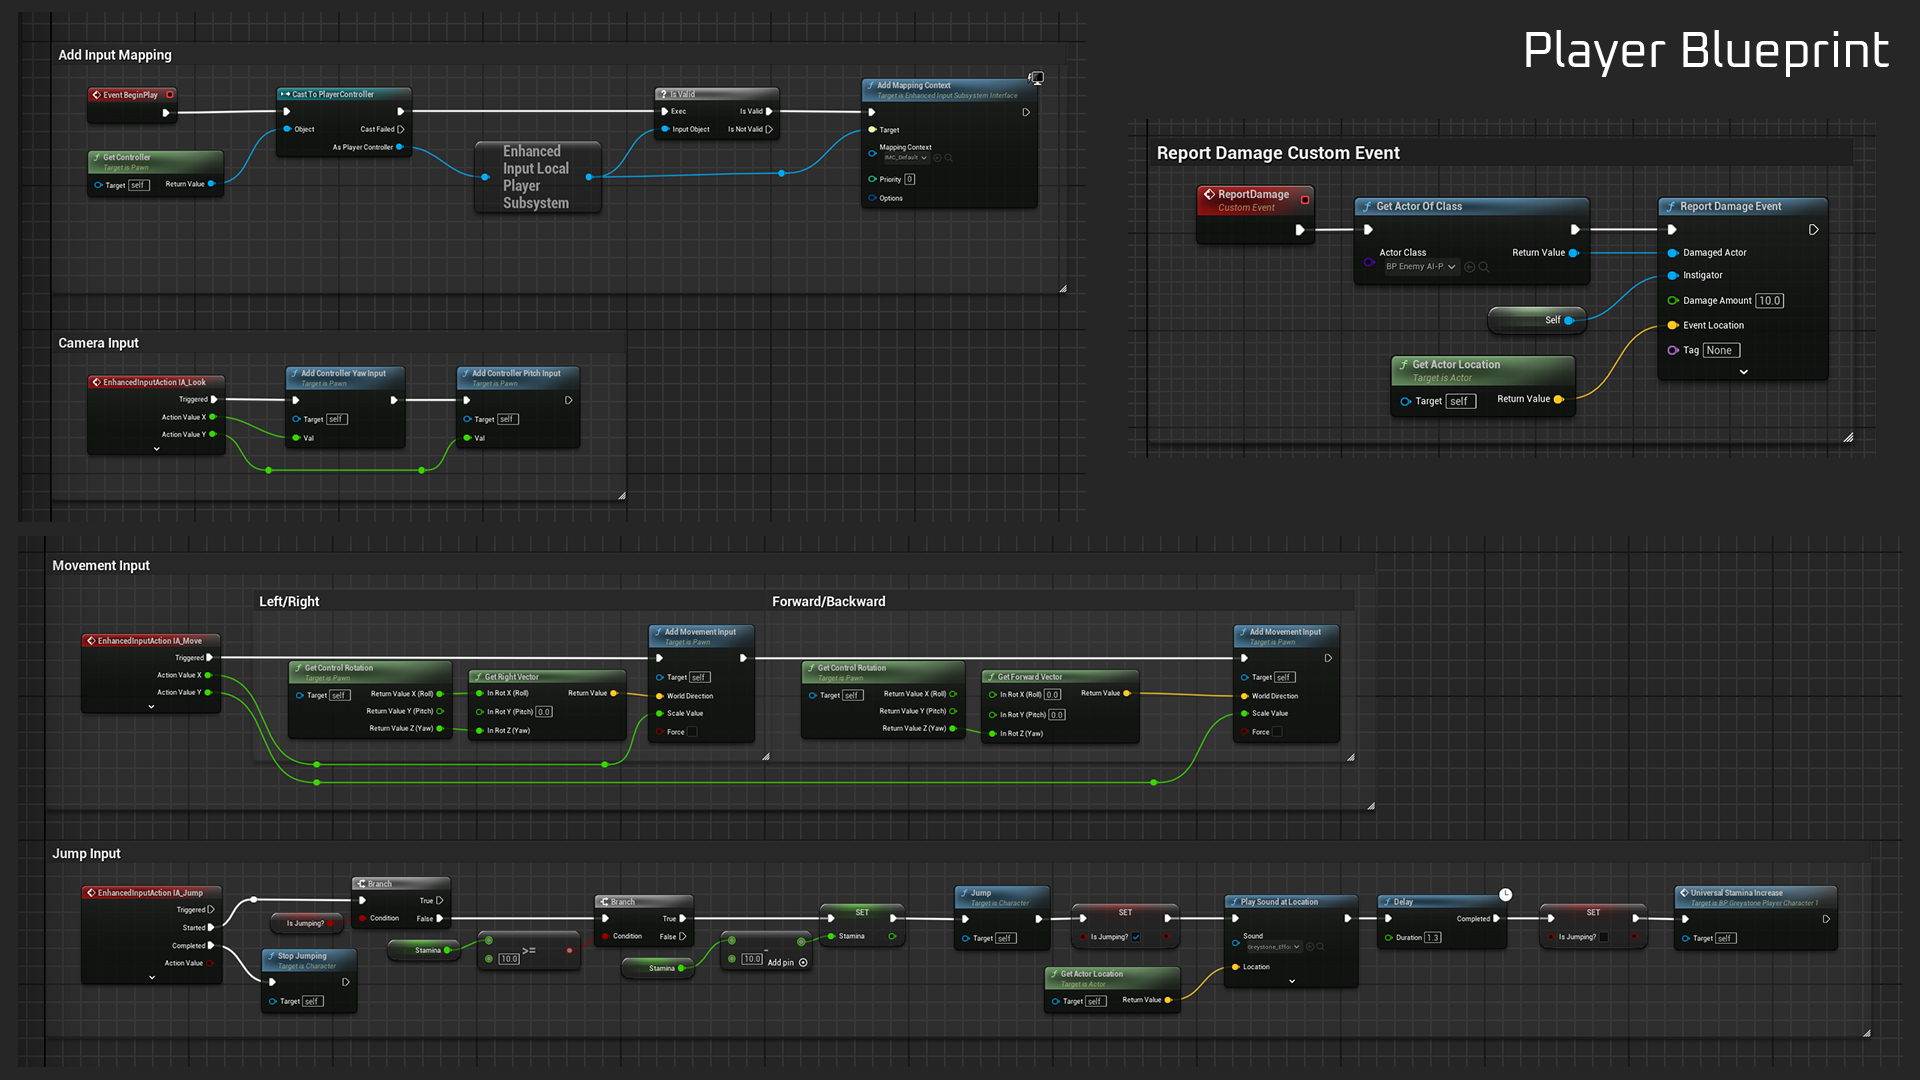 Player Blueprint
Add Input Mapping
Event BeginPlay
Get Controller
Target is Pawn
Target self
Return Value
Cast To PlayerController
Object
Cast Failed
As Player Controller
Enhanced
Input Local
Player
Subsystem
? Is Valid
Exec
Is Valid
Input Object
Is Not Valid
Add Mapping Context
Target is Enhanced Input Subsystem Interface
Target
Mapping Context
IMC_Default
Priority 0
Options
Report Damage Custom Event
ReportDamage
Custom Event
Get Actor Of Class
Actor Class
BP Enemy AI-P
Return Value
Self
Get Actor Location
Target is Actor
Target self
Return Value
Report Damage Event
Damaged Actor
Instigator
Damage Amount 10.0
Event Location
Tag None
Camera Input
EnhancedInputAction IA_Look
Triggered
Action Value X
Action Value Y
Add Controller Yaw Input
Target is Pawn
Target self
Val
Add Controller Pitch Input
Target is Pawn
Target self
Val
Movement Input
Left/Right
Forward/Backward
EnhancedInputAction IA_Move
Triggered
Action Value X
Action Value Y
Get Control Rotation
Target is Pawn
Target self
Return Value X (Roll)
Return Value Y (Pitch)
Return Value Z (Yaw)
Get Right Vector
In Rot X (Roll)
Return Value
In Rot Y (Pitch) 0.0
In Rot Z (Yaw)
Add Movement Input
Target is Pawn
Target self
World Direction
Scale Value
Force
Get Control Rotation
Target is Pawn
Target self
Return Value X (Roll)
Return Value Y (Pitch)
Return Value Z (Yaw)
Get Forward Vector
In Rot X (Roll) 0.0
Return Value
In Rot Y (Pitch) 0.0
In Rot Z (Yaw)
Add Movement Input
Target is Pawn
Target self
World Direction
Scale Value
Force
Jump Input
EnhancedInputAction IA_Jump
Triggered
Started
Completed
Action Value
Is Jumping?
Stop Jumping
Target is Character
Target self
Branch
True
Condition
False
Stamina
10.0
>=
Branch
True
Condition
False
Stamina
-
10.0
Add pin
SET
Stamina
Jump
Target is Character
Target self
SET
Is Jumping?
Get Actor Location
Target is Actor
Target self
Return Value
Play Sound at Location
Sound
Greystone_Effor
Location
Delay
Completed
Duration 1.3
SET
Is Jumping?
Universal Stamina Increase
Target is BP Greystone Player Character 1
Target self